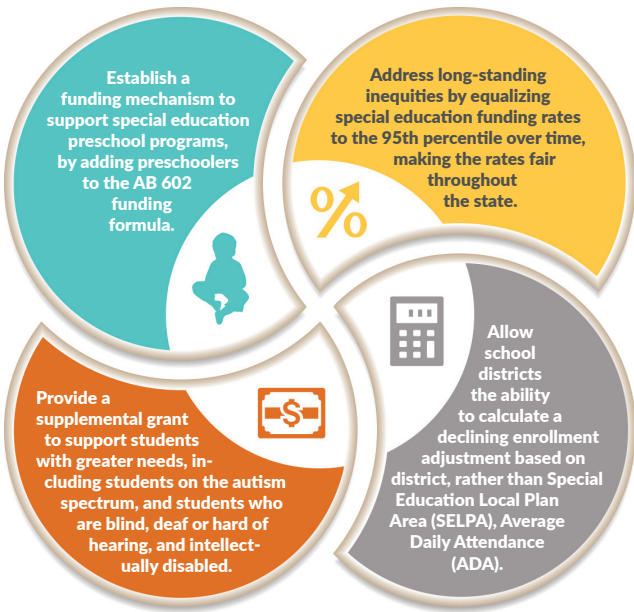 Establish a
funding mechanism to
support special education
preschool programs,
by adding preschoolers
to the AB 602
funding
formula.
Address long-standing
inequities by equalizing
special education funding rates
to the 95th percentile over time,
making the rates fair
throughout
the state.
%
Provide a
supplemental grant
to support students
with greater needs, in-
cluding students on the autism
spectrum, and students who
are blind, deaf or hard of
hearing, and intellect-
ually disabled.
$
Allow
school
districts
the ability
to calculate a
declining enrollment
adjustment based on
district, rather than Special
Education Local Plan
Area (SELPA), Average
Daily Attendance
(ADA).